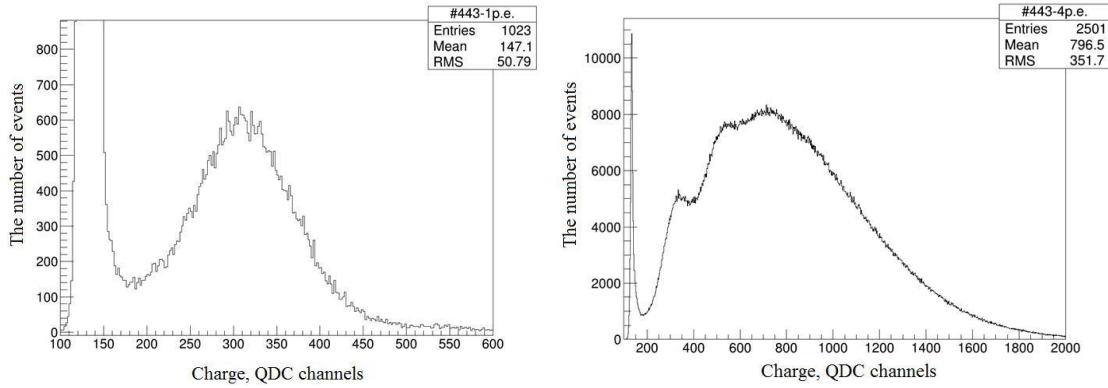 #443-1p.e.
Entries 1023
Mean 147.1
RMS 50.79
The number of events
800
700
600
500
400
300
200
100
0
100 150 200 250 300 350 400 450 500 550 600
Charge, QDC channels
#443-4p.e.
Entries 2501
Mean 796.5
RMS 351.7
The number of events
10000
8000
6000
4000
2000
0
200 400 600 800 1000 1200 1400 1600 1800 2000
Charge, QDC channels